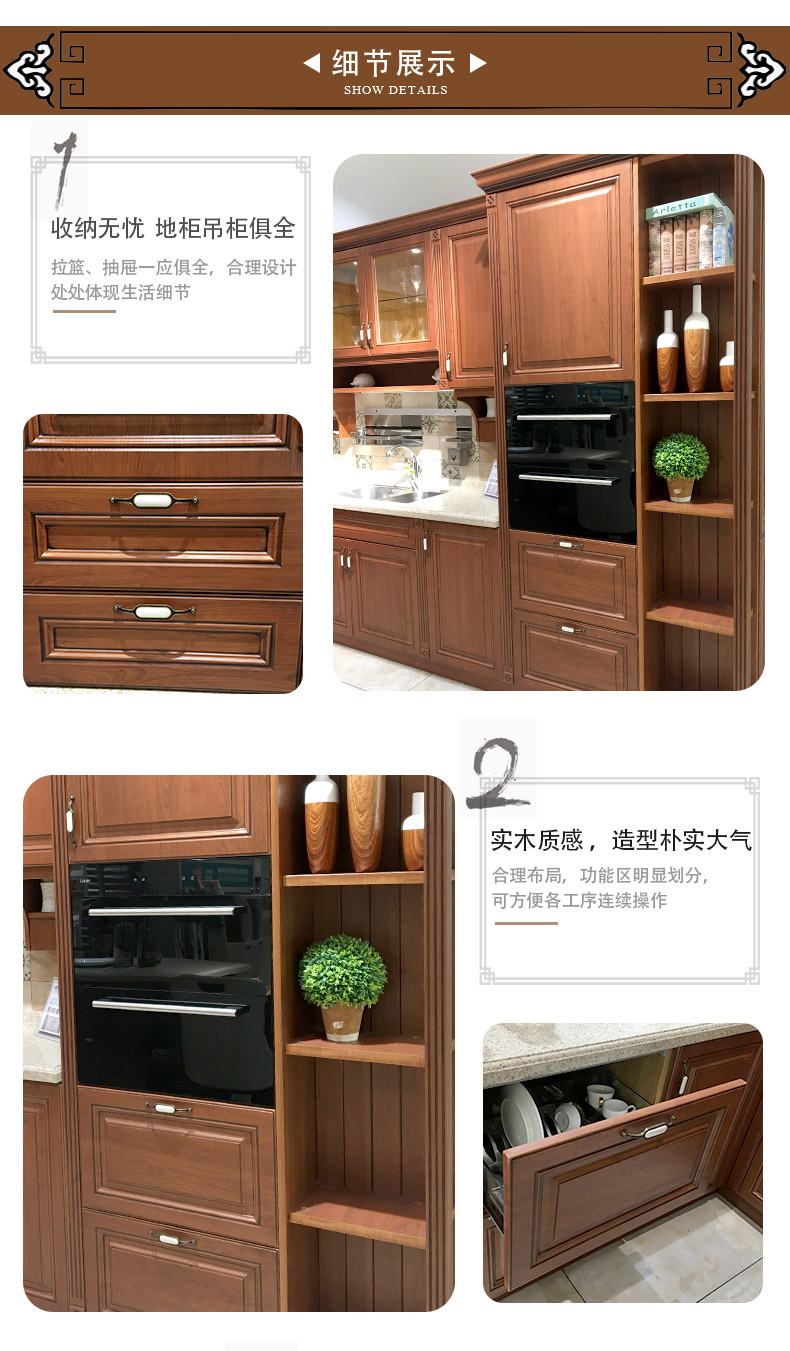 细节展示
SHOW DETAILS
1
收纳无忧 地柜吊柜俱全
拉篮、抽屉一应俱全，合理设计
处处体现生活细节
Arletta
2
实木质感，造型朴实大气
合理布局，功能区明显划分，
可方便各工序连续操作